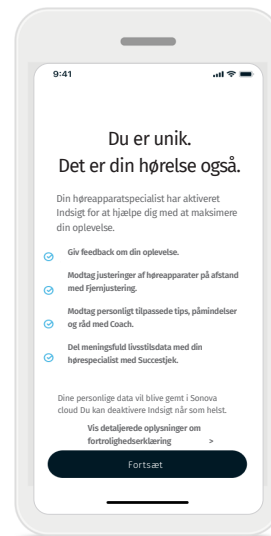 9:41
Du er unik.
Det er din hørelse også.
Din høreapparatspecialist har aktiveret
Indsigt for at hjælpe dig med at maksimere
din oplevelse.
Giv feedback om din oplevelse.
Modtag justeringer af høreapparater på afstand
med Fjernjustering.
Modtag personligt tilpassede tips, påmindelser
og råd med Coach.
Del meningsfuld livsstilsdata med din
hørespecialist med Succestjek.
Dine personlige data vil blive gemt i Sonova
cloud Du kan deaktivere Indsigt når som helst.
Vis detaljerede oplysninger om
fortrolighedserklæring >
Fortsæt